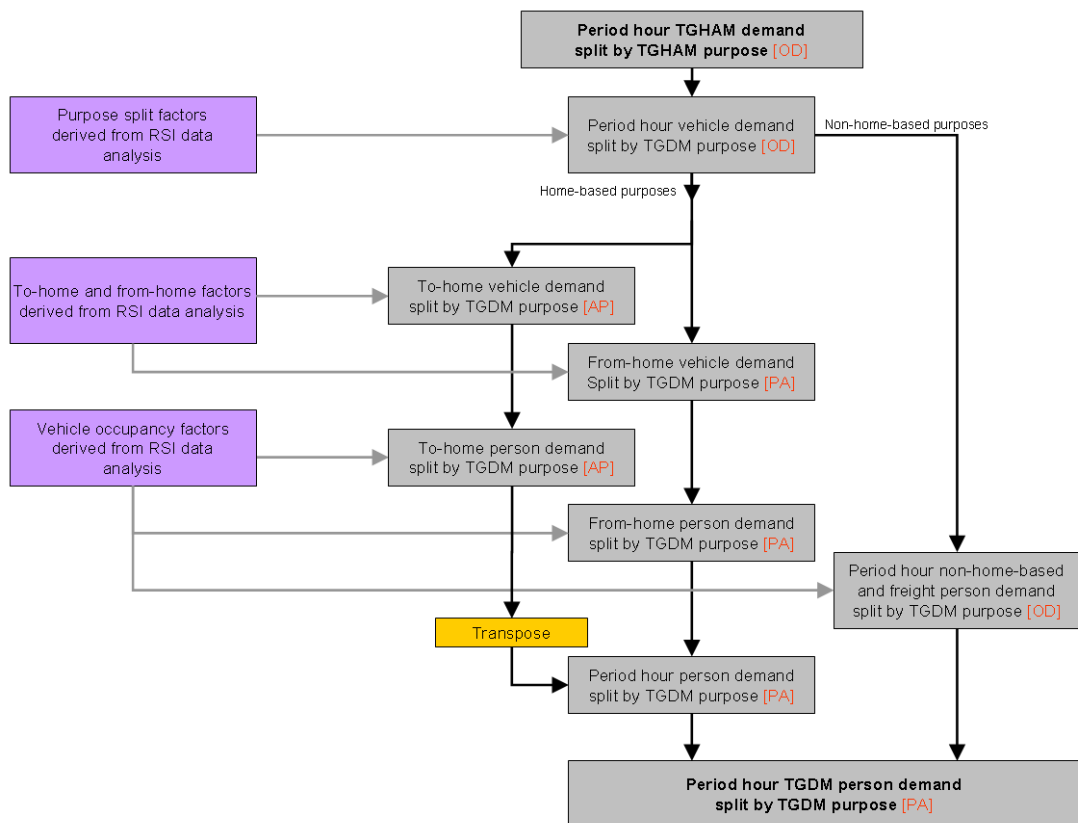 Period hour TGHAM demand
split by TGHAM purpose [OD]
Purpose split factors
derived from RSI data
analysis
Period hour vehicle demand
split by TGDM purpose [OD]
Non-home-based purposes
Home-based purposes
To-home and from-home factors
derived from RSI data analysis
To-home vehicle demand
split by TGDM purpose [AP]
From-home vehicle demand
Split by TGDM purpose [PA]
Vehicle occupancy factors
derived from RSI data
analysis
To-home person demand
split by TGDM purpose [AP]
From-home person demand
split by TGDM purpose [PA]
Period hour non-home-based
and freight person demand
split by TGDM purpose [OD]
Transpose
Period hour person demand
split by TGDM purpose [PA]
Period hour TGDM person demand
split by TGDM purpose [PA]